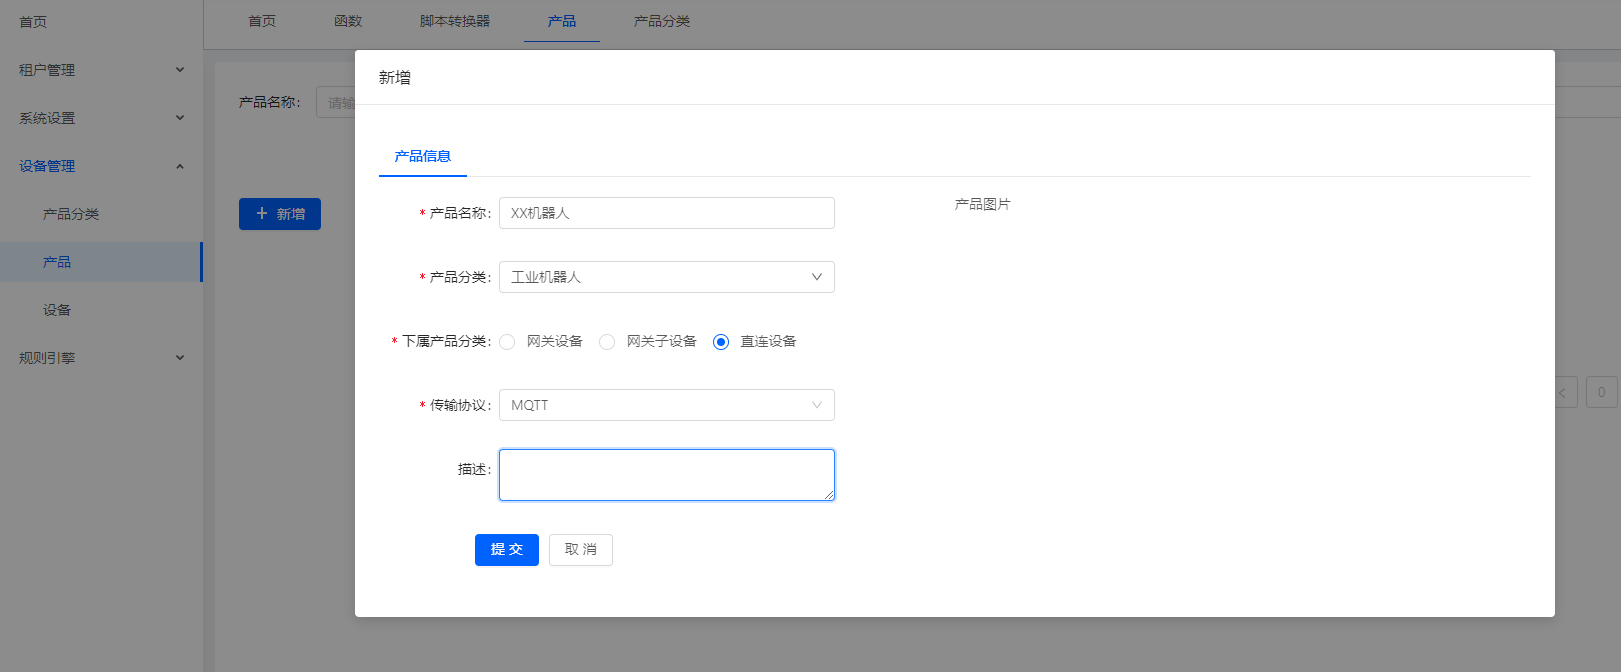 首页
租户管理
系统设置
设备管理
产品分类
产品
设备
规则引擎
首页 函数 脚本转换器 产品 产品分类
产品名称: 请输
+ 新增
新增
产品信息
* 产品名称: XX机器人
产品图片
* 产品分类: 工业机器人
* 下属产品分类: 网关设备 网关子设备 直连设备
* 传输协议: MQTT
描述:
提 交 取 消
< 0